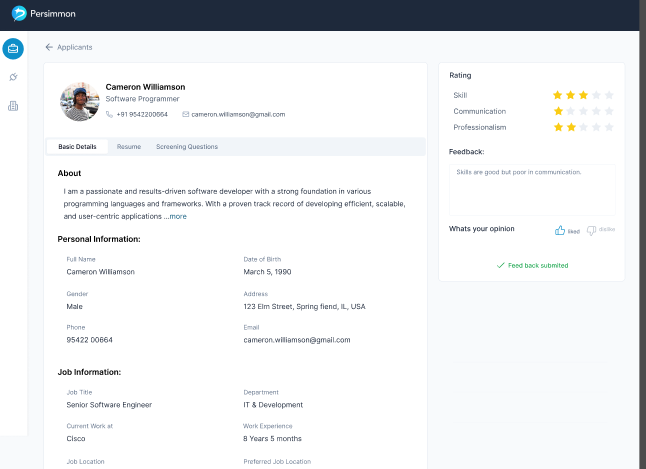 Persimmon
Applicants
Cameron Williamson
Software Programmer
+91 9542200664
cameron.williamson@gmail.com
Basic Details
Resume
Screening Questions
About
I am a passionate and results-driven software developer with a strong foundation in various
programming languages and frameworks. With a proven track record of developing efficient, scalable,
and user-centric applications ...more
Personal Information:
Full Name
Cameron Williamson
Date of Birth
March 5, 1990
Gender
Male
Address
123 Elm Street, Spring fiend, IL, USA
Phone
95422 00664
Email
cameron.williamson@gmail.com
Job Information:
Job Title
Senior Software Engineer
Department
IT & Development
Current Work at
Cisco
Work Experience
8 Years 5 months
Job Location
Preferred Job Location
Rating
Skill
Communication
Professionalism
Feedback:
Skills are good but poor in communication.
Whats your opinion
liked
dislike
Feed back submited